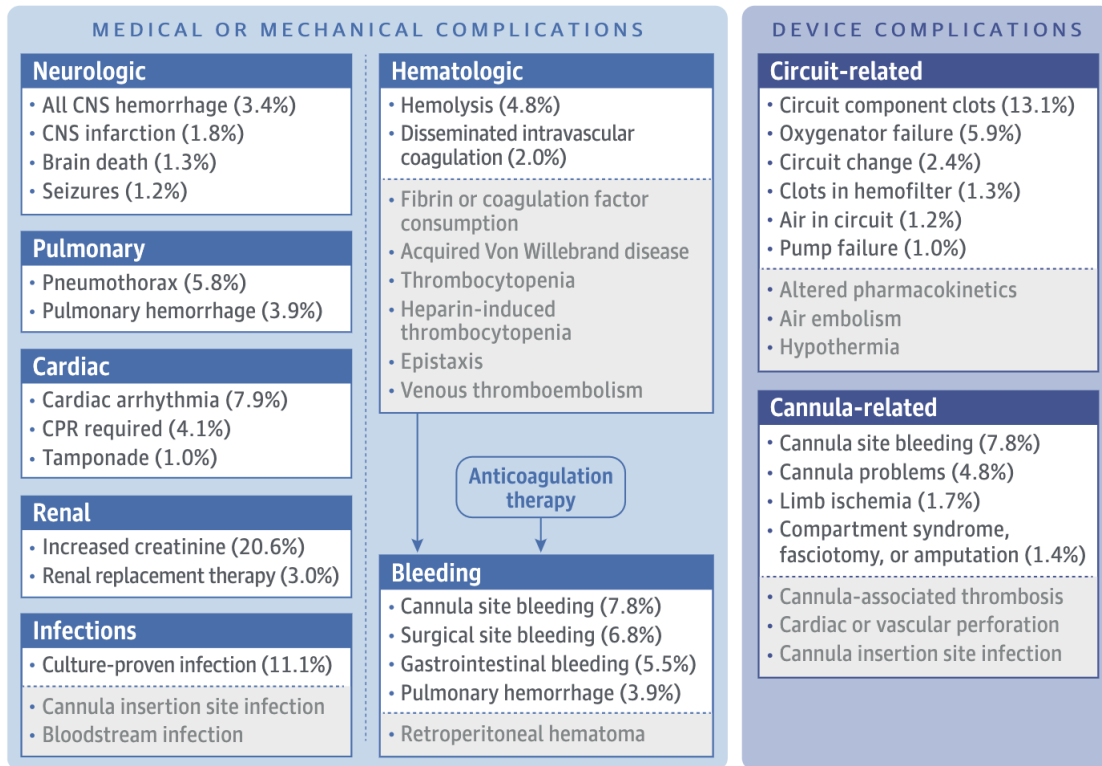 MEDICAL OR MECHANICAL COMPLICATIONS
Neurologic
• All CNS hemorrhage (3.4%)
• CNS infarction (1.8%)
• Brain death (1.3%)
• Seizures (1.2%)
Pulmonary
• Pneumothorax (5.8%)
• Pulmonary hemorrhage (3.9%)
Cardiac
• Cardiac arrhythmia (7.9%)
• CPR required (4.1%)
• Tamponade (1.0%)
Renal
• Increased creatinine (20.6%)
• Renal replacement therapy (3.0%)
Infections
• Culture-proven infection (11.1%)
• Cannula insertion site infection
• Bloodstream infection
Hematologic
• Hemolysis (4.8%)
• Disseminated intravascular
coagulation (2.0%)
• Fibrin or coagulation factor
consumption
• Acquired Von Willebrand disease
• Thrombocytopenia
• Heparin-induced
thrombocytopenia
• Epistaxis
• Venous thromboembolism
Anticoagulation
therapy
Bleeding
• Cannula site bleeding (7.8%)
• Surgical site bleeding (6.8%)
• Gastrointestinal bleeding (5.5%)
• Pulmonary hemorrhage (3.9%)
• Retroperitoneal hematoma
DEVICE COMPLICATIONS
Circuit-related
• Circuit component clots (13.1%)
• Oxygenator failure (5.9%)
• Circuit change (2.4%)
• Clots in hemofilter (1.3%)
• Air in circuit (1.2%)
• Pump failure (1.0%)
• Altered pharmacokinetics
• Air embolism
• Hypothermia
Cannula-related
• Cannula site bleeding (7.8%)
• Cannula problems (4.8%)
• Limb ischemia (1.7%)
• Compartment syndrome,
fasciotomy, or amputation (1.4%)
• Cannula-associated thrombosis
• Cardiac or vascular perforation
• Cannula insertion site infection